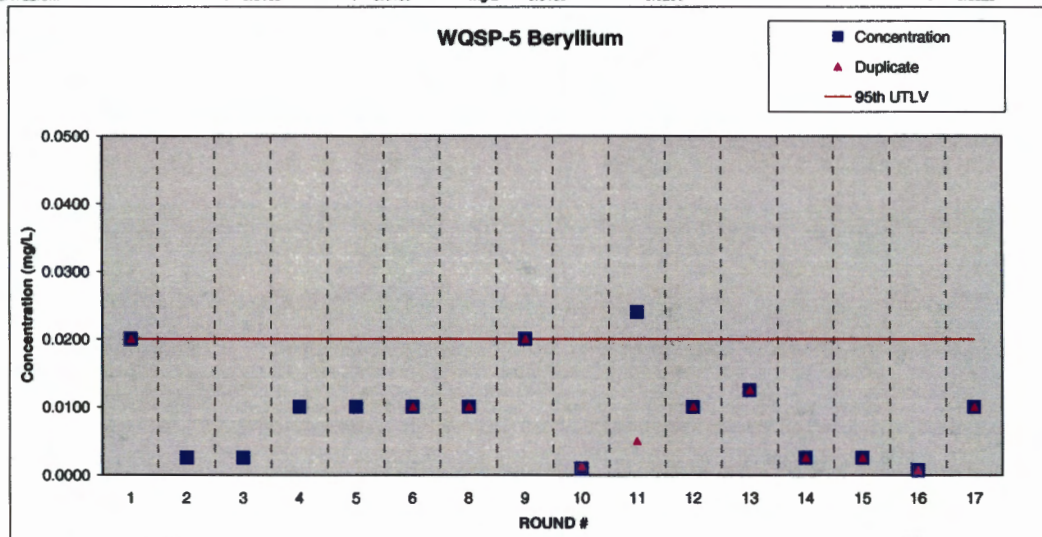 WQSP-5 Beryllium
Concentration
Duplicate
95th UTLV
0.0500
0.0400
0.0300
0.0200
0.0100
0.0000
Concentration (mg/L)
1 2 3 4 5 6 8 9 10 11 12 13 14 15 16 17
ROUND #